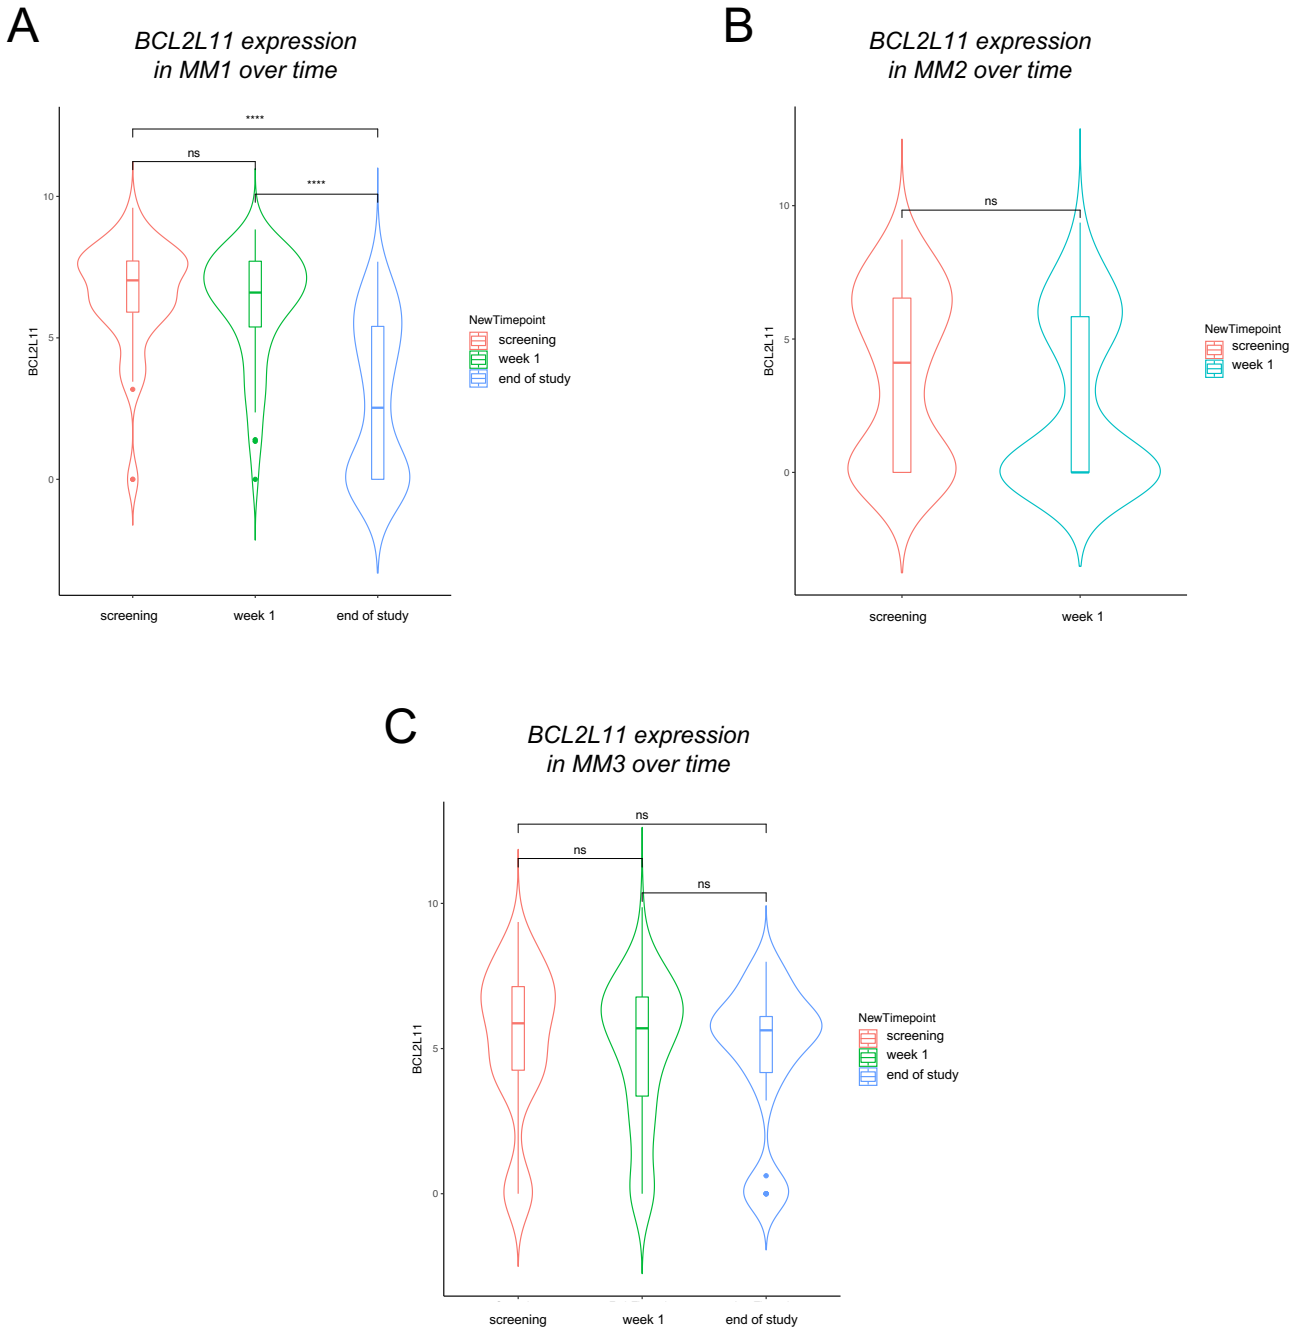 A
BCL2L11 expression
in MM1 over time
****
ns
****
10
5
0
BCL2L11
screening
week 1
end of study
NewTimepoint
screening
week 1
end of study
B
BCL2L11 expression
in MM2 over time
ns
10
5
0
BCL2L11
screening
week 1
NewTimepoint
screening
week 1
C
BCL2L11 expression
in MM3 over time
ns
ns
ns
10
5
0
BCL2L11
screening
week 1
end of study
NewTimepoint
screening
week 1
end of study